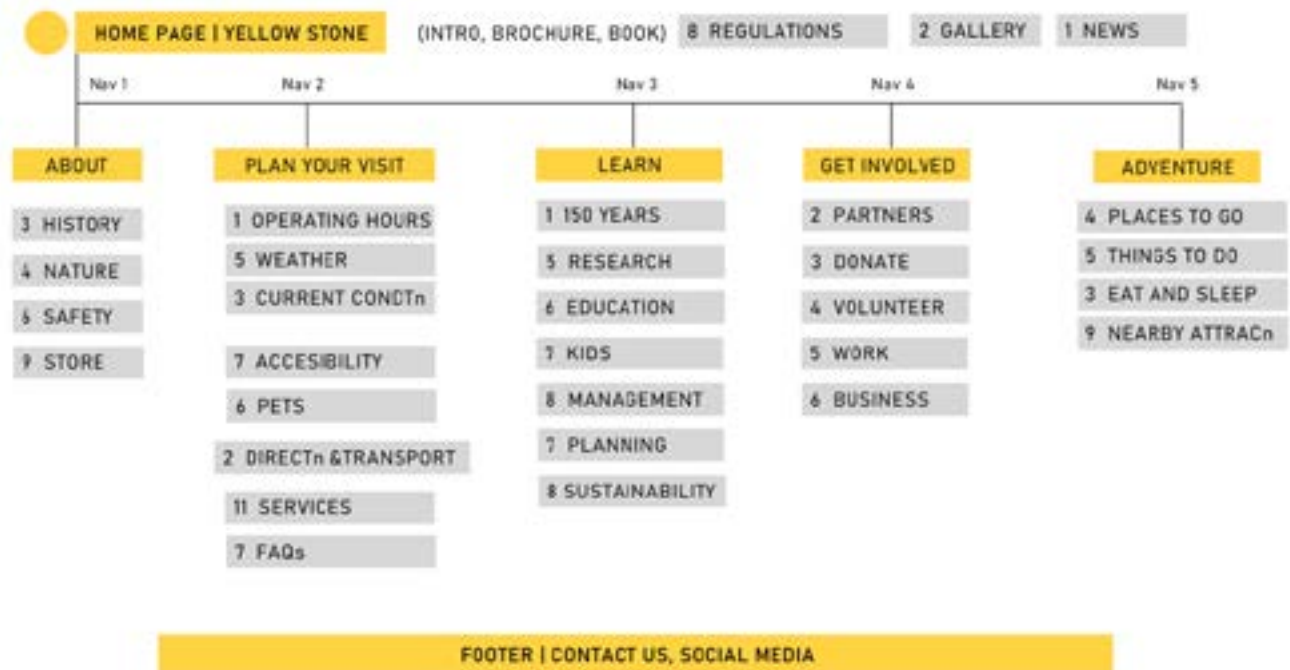 HOME PAGE | YELLOW STONE (INTRO, BROCHURE, BOOK) 8 REGULATIONS 2 GALLERY 1 NEWS
Nav 1 Nav 2 Nav 3 Nav 4 Nav 5
ABOUT
3 HISTORY
4 NATURE
6 SAFETY
9 STORE
PLAN YOUR VISIT
1 OPERATING HOURS
5 WEATHER
3 CURRENT CONDTn
7 ACCESIBILITY
6 PETS
2 DIRECTn &TRANSPORT
11 SERVICES
7 FAQs
LEARN
1 150 YEARS
5 RESEARCH
6 EDUCATION
7 KIDS
8 MANAGEMENT
7 PLANNING
8 SUSTAINABILITY
GET INVOLVED
2 PARTNERS
3 DONATE
4 VOLUNTEER
5 WORK
6 BUSINESS
ADVENTURE
4 PLACES TO GO
5 THINGS TO DO
3 EAT AND SLEEP
9 NEARBY ATTRACn
FOOTER | CONTACT US, SOCIAL MEDIA